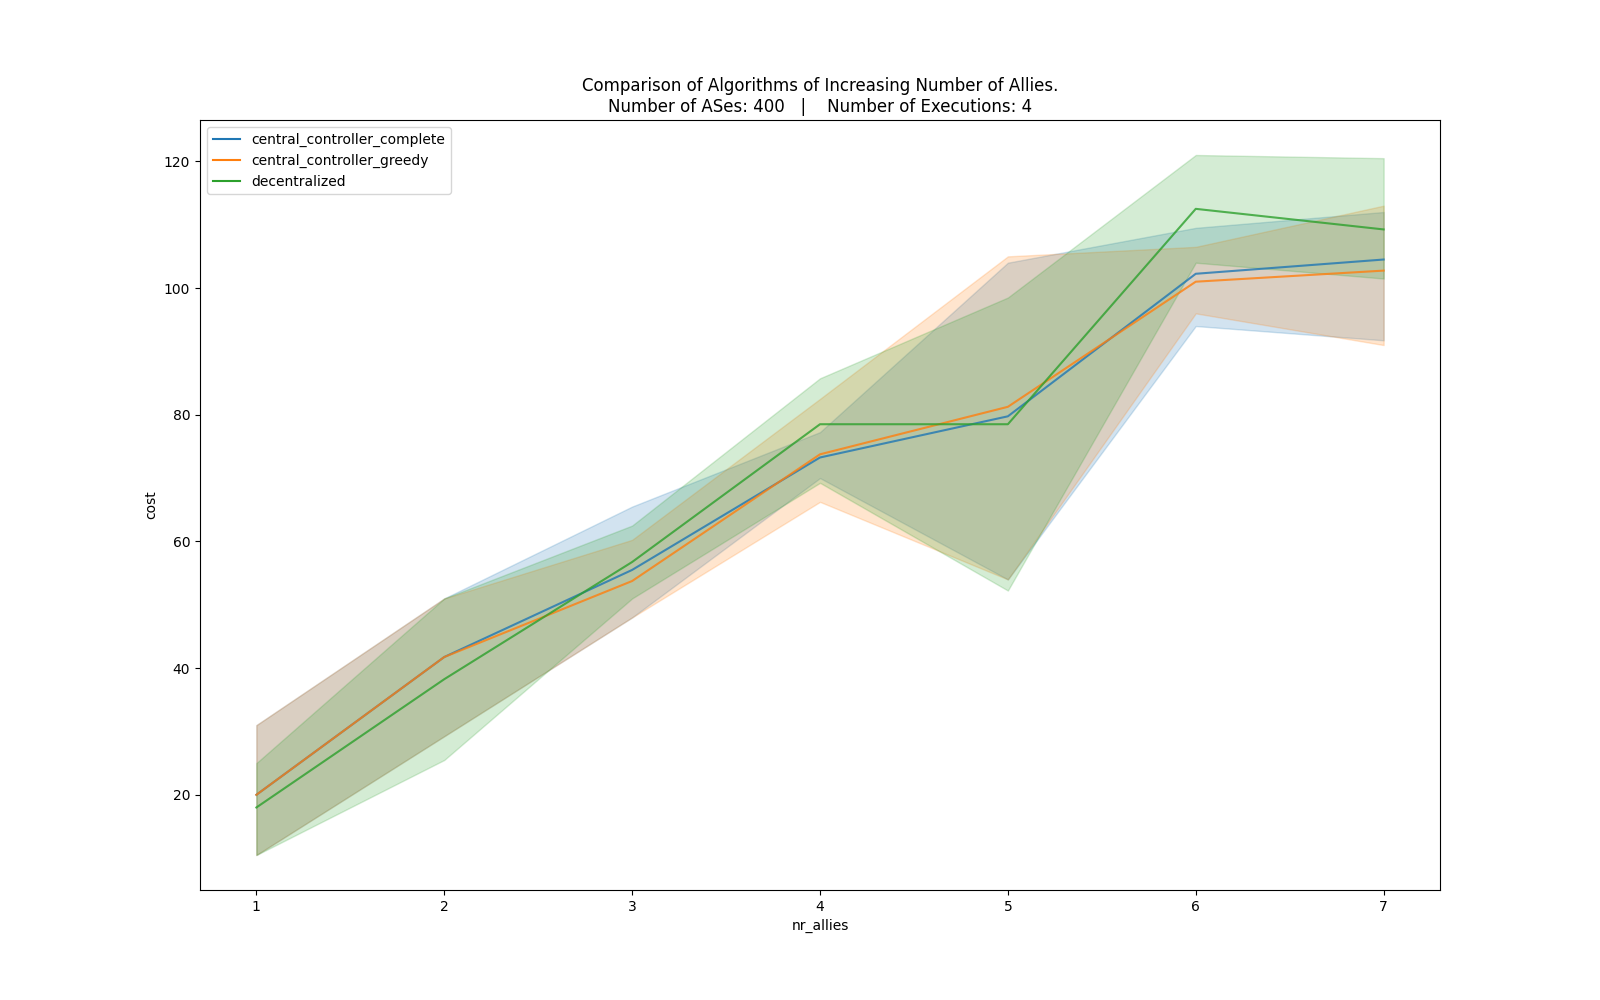 Comparison of Algorithms of Increasing Number of Allies.
Number of ASes: 400   |    Number of Executions: 4
central_controller_complete
central_controller_greedy
decentralized
120
100
80
60
40
20
cost
1 2 3 4 5 6 7
nr_allies